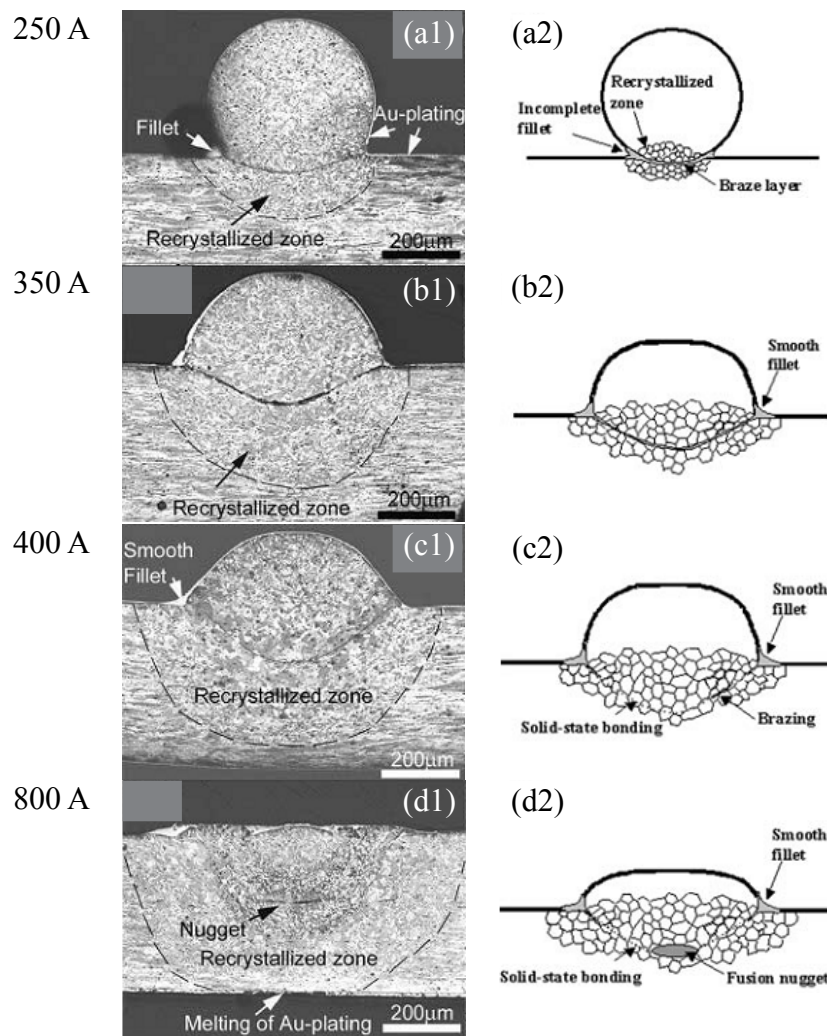 250 A
(a1)
Fillet
Au-plating
Recrystallized zone
200μm
(a2)
Recrystallized
zone
Incomplete
fillet
Braze layer
350 A
(b1)
Recrystallized zone
200μm
(b2)
Smooth
fillet
400 A
(c1)
Smooth
Fillet
Recrystallized zone
200μm
(c2)
Smooth
fillet
Solid-state bonding
Brazing
800 A
(d1)
Nugget
Recrystallized zone
Melting of Au-plating
200μm
(d2)
Smooth
fillet
Solid-state bonding
Fusion nugget